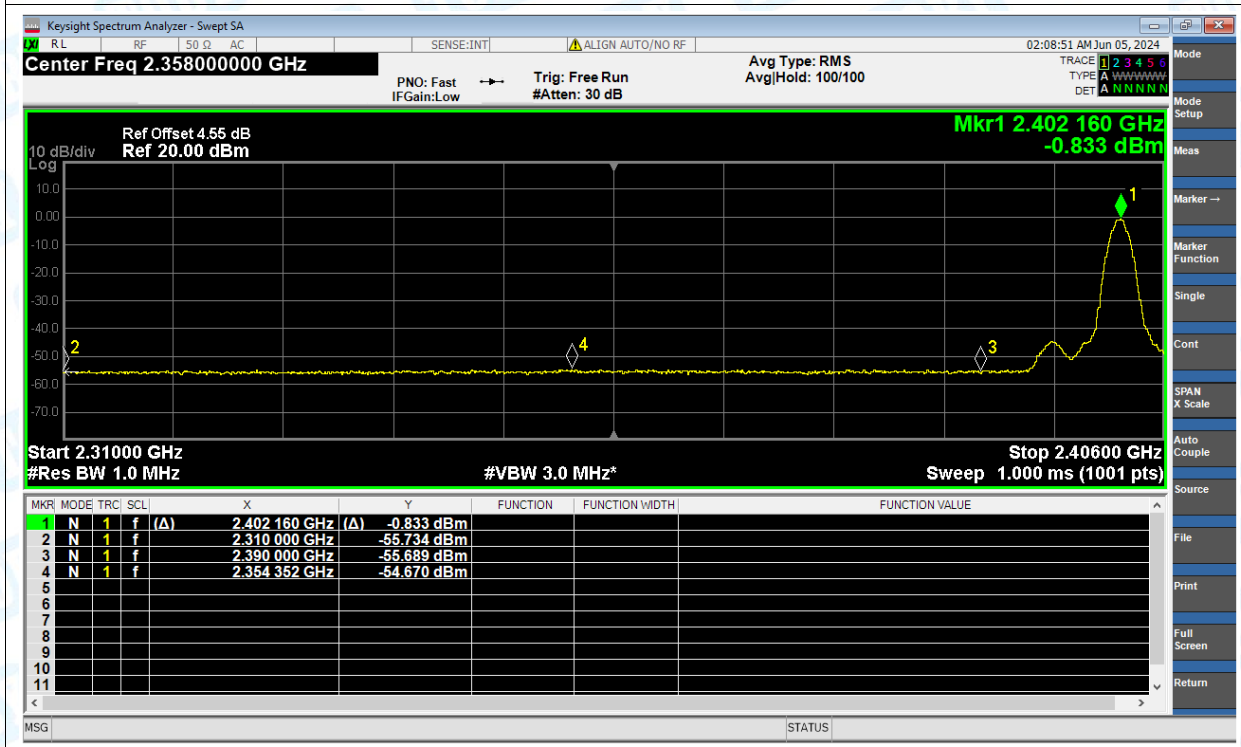 Keysight Spectrum Analyzer - Swept SA
LXI RL RF 50 Ω AC SENSE:INT ALIGN AUTO/NO RF 02:08:51 AM Jun 05, 2024
Center Freq 2.358000000 GHz
PNO: Fast
IFGain:Low
Trig: Free Run
#Atten: 30 dB
Avg Type: RMS
Avg|Hold: 100/100
TRACE 1 2 3 4 5 6
TYPE A WWWWW
DET A N N N N N
Mkr1 2.402 160 GHz
-0.833 dBm
Ref Offset 4.55 dB
10 dB/div Ref 20.00 dBm
Log
10.0
0.00
-10.0
-20.0
-30.0
-40.0
-50.0
-60.0
-70.0
1
2
4
3
Start 2.31000 GHz Stop 2.40600 GHz
#Res BW 1.0 MHz #VBW 3.0 MHz* Sweep 1.000 ms (1001 pts)
MKR MODE TRC SCL X Y FUNCTION FUNCTION WIDTH FUNCTION VALUE
1 N 1 f (Δ) 2.402 160 GHz (Δ) -0.833 dBm
2 N 1 f 2.310 000 GHz -55.734 dBm
3 N 1 f 2.390 000 GHz -55.689 dBm
4 N 1 f 2.354 352 GHz -54.670 dBm
5
6
7
8
9
10
11
MSG STATUS
Mode
Mode
Setup
Meas
Marker →
Marker
Function
Single
Cont
SPAN
X Scale
Auto
Couple
Source
File
Print
Full
Screen
Return